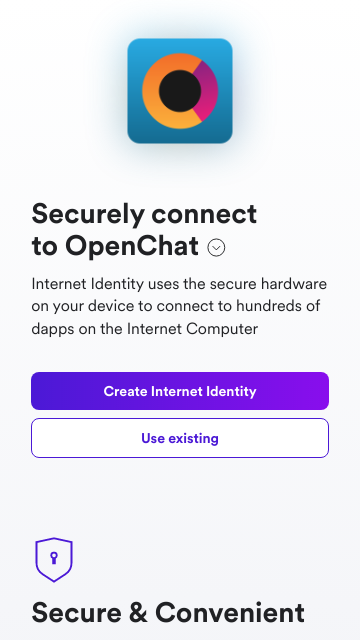 Securely connect
to OpenChat
Internet Identity uses the secure hardware
on your device to connect to hundreds of
dapps on the Internet Computer
Create Internet Identity
Use existing
Secure & Convenient